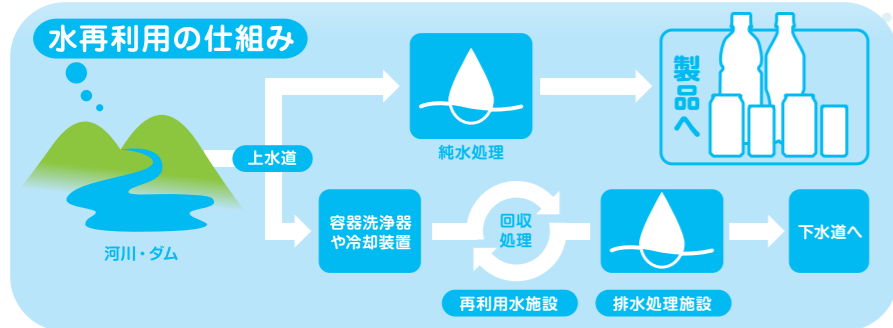 水再利用の仕組み
製品へ
純水処理
上水道
河川・ダム
容器洗浄器
や冷却装置
回収
処理
下水道へ
再利用水施設
排水処理施設